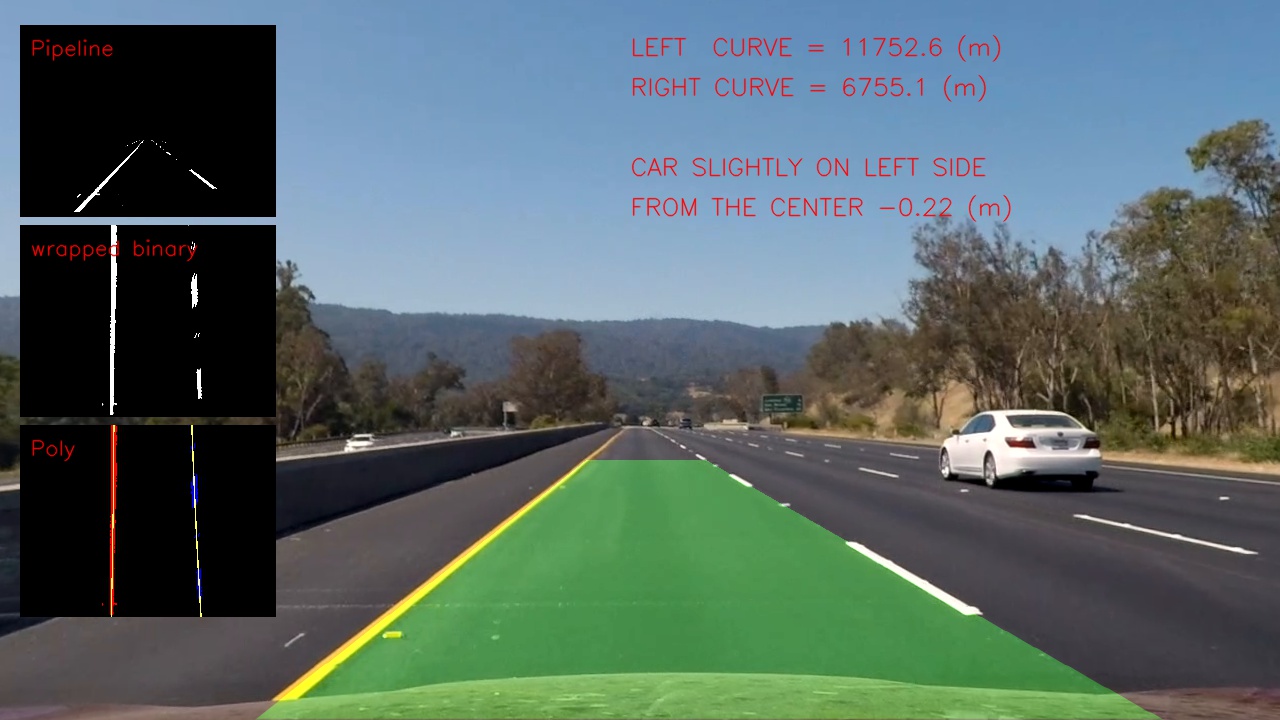 Pipeline
wrapped binary
Poly
LEFT CURVE = 11752.6 (m)
RIGHT CURVE = 6755.1 (m)
CAR SLIGHTLY ON LEFT SIDE
FROM THE CENTER -0.22 (m)